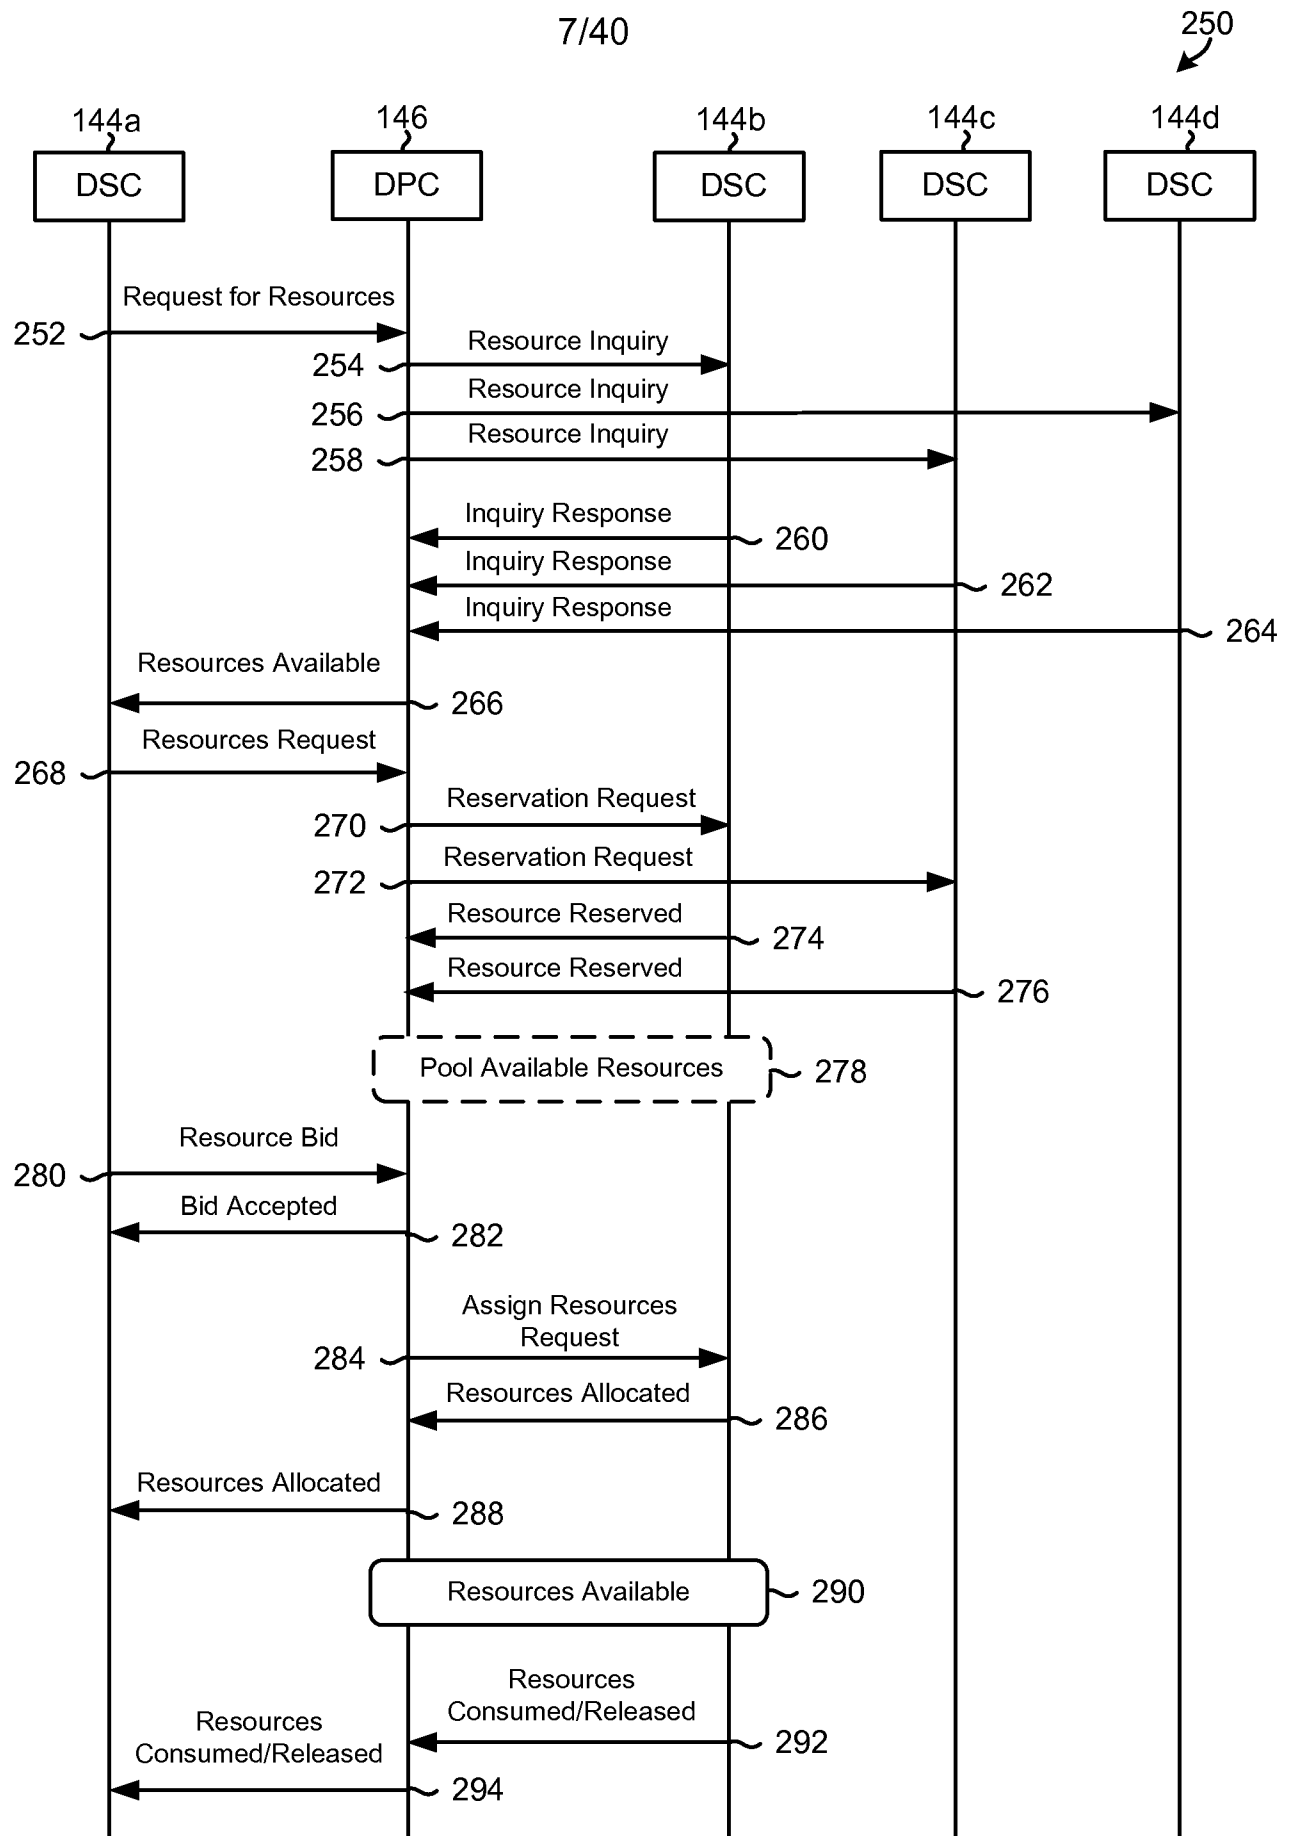 7/40
250
144a
146
144b
144c
144d
DSC
DPC
DSC
DSC
DSC
Request for Resources
252
Resource Inquiry
254
Resource Inquiry
256
Resource Inquiry
258
Inquiry Response
260
Inquiry Response
262
Inquiry Response
264
Resources Available
266
Resources Request
268
Reservation Request
270
Reservation Request
272
Resource Reserved
274
Resource Reserved
276
Pool Available Resources
278
Resource Bid
280
Bid Accepted
282
Assign Resources
Request
284
Resources Allocated
286
Resources Allocated
288
Resources Available
290
Resources
Consumed/Released
292
Resources
Consumed/Released
294